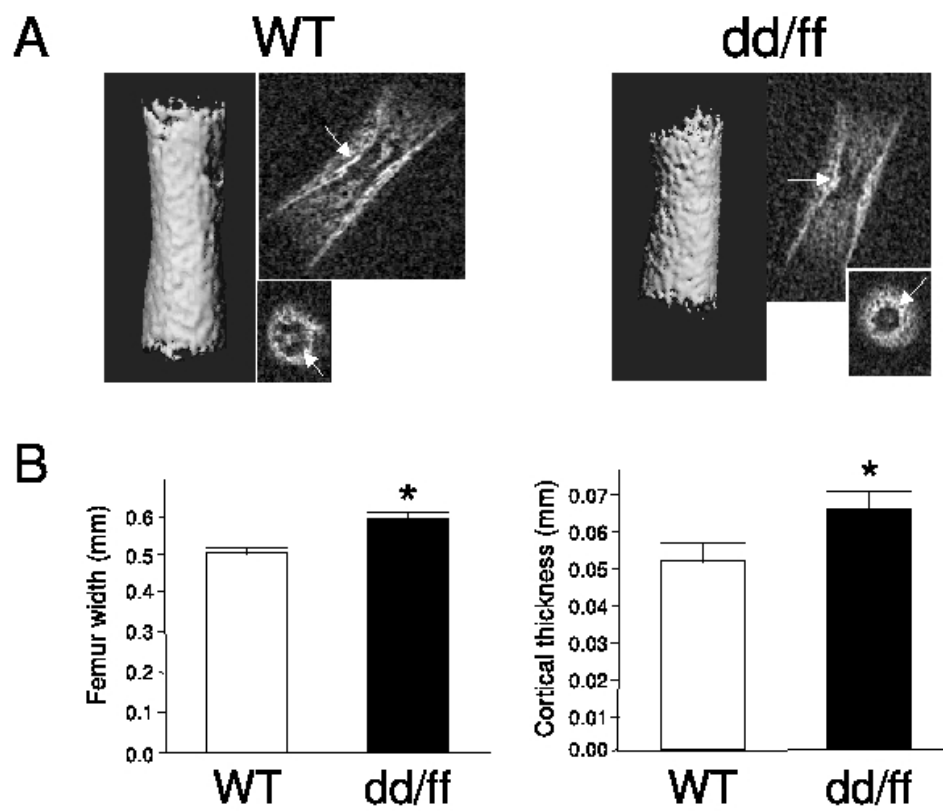 A
WT
dd/ff
B
Femur width (mm)
0.6
0.5
0.4
0.3
0.2
0.1
0.0
*
WT
dd/ff
Cortical thickness (mm)
0.07
0.06
0.05
0.04
0.03
0.02
0.01
0.00
*
WT
dd/ff